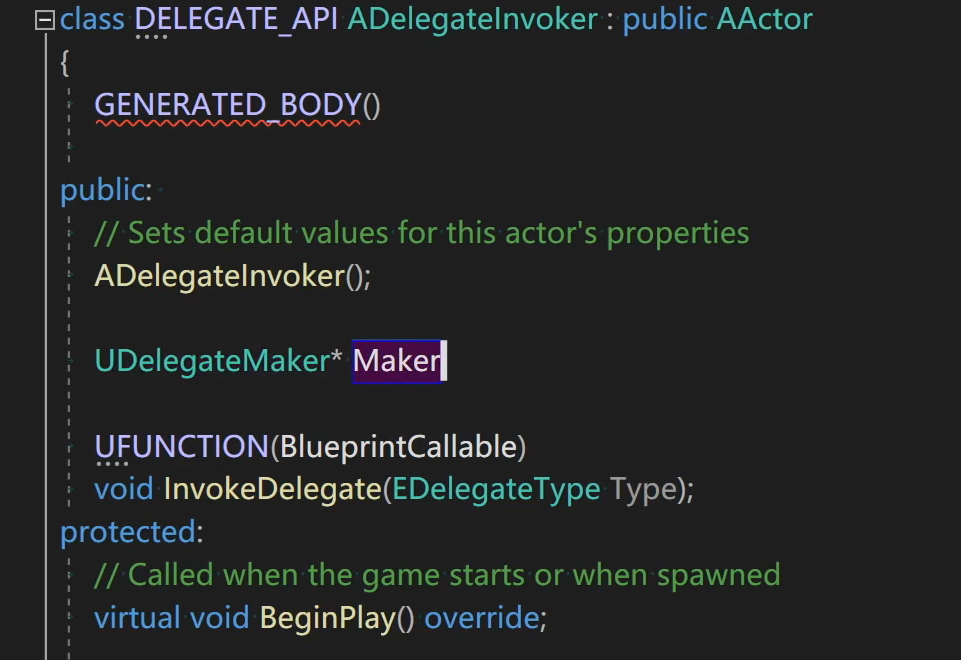 class DELEGATE_API ADelegateInvoker : public AActor
{
GENERATED_BODY()
public:
// Sets default values for this actor's properties
ADelegateInvoker();
UDelegateMaker* Maker
UFUNCTION(BlueprintCallable)
void InvokeDelegate(EDelegateType Type);
protected:
// Called when the game starts or when spawned
virtual void BeginPlay() override;